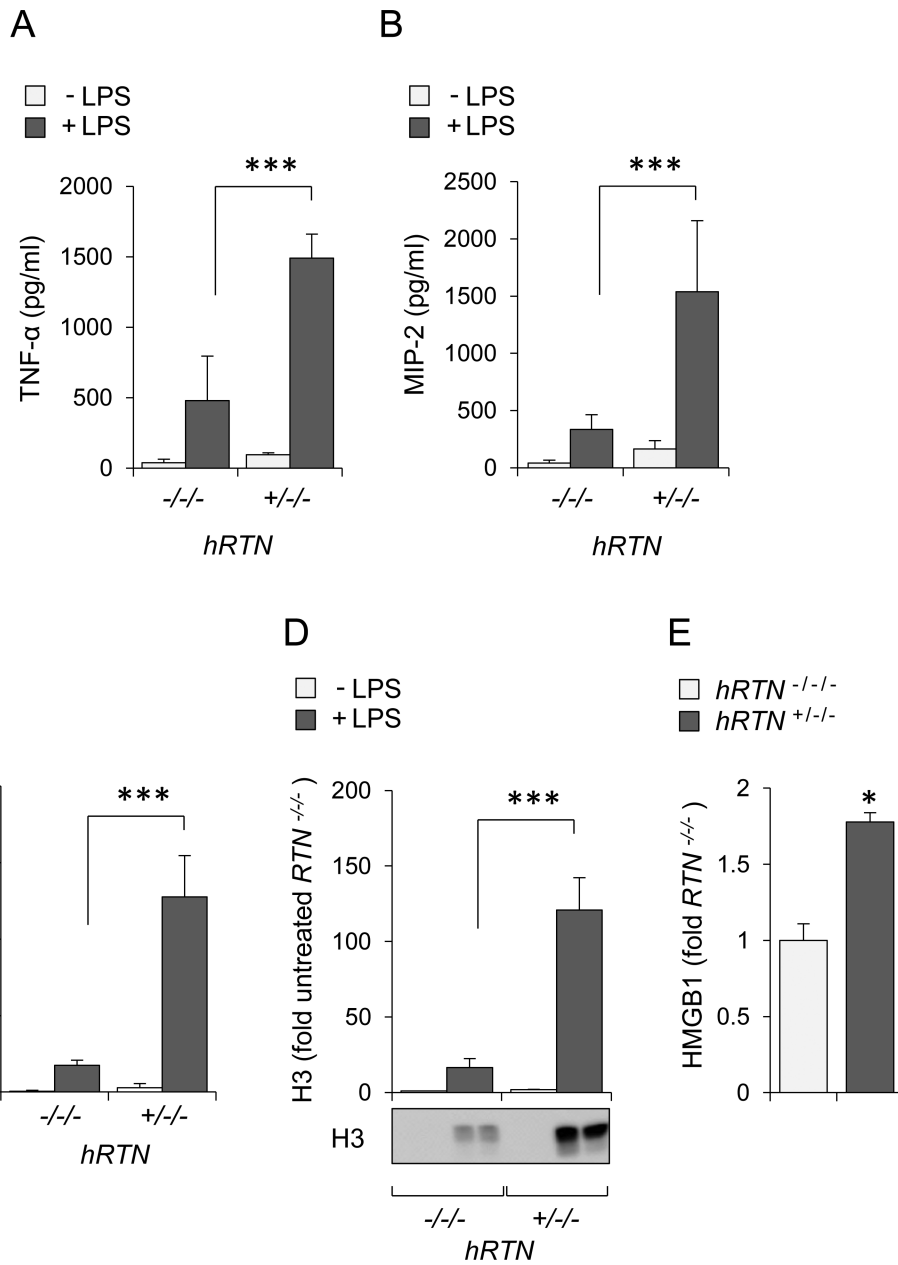 A
- LPS
+ LPS
***
TNF-α (pg/ml)
2000
1500
1000
500
0
-/-/-
+/-/-
hRTN
B
- LPS
+ LPS
***
MIP-2 (pg/ml)
2500
2000
1500
1000
500
0
-/-/-
+/-/-
hRTN
***
-/-/-
+/-/-
hRTN
D
- LPS
+ LPS
***
H3 (fold untreated RTN -/-/- )
200
150
100
50
0
H3
-/-/-
+/-/-
hRTN
E
hRTN -/-/-
hRTN +/-/-
*
HMGB1 (fold RTN -/-/- )
2
1.5
1
0.5
0